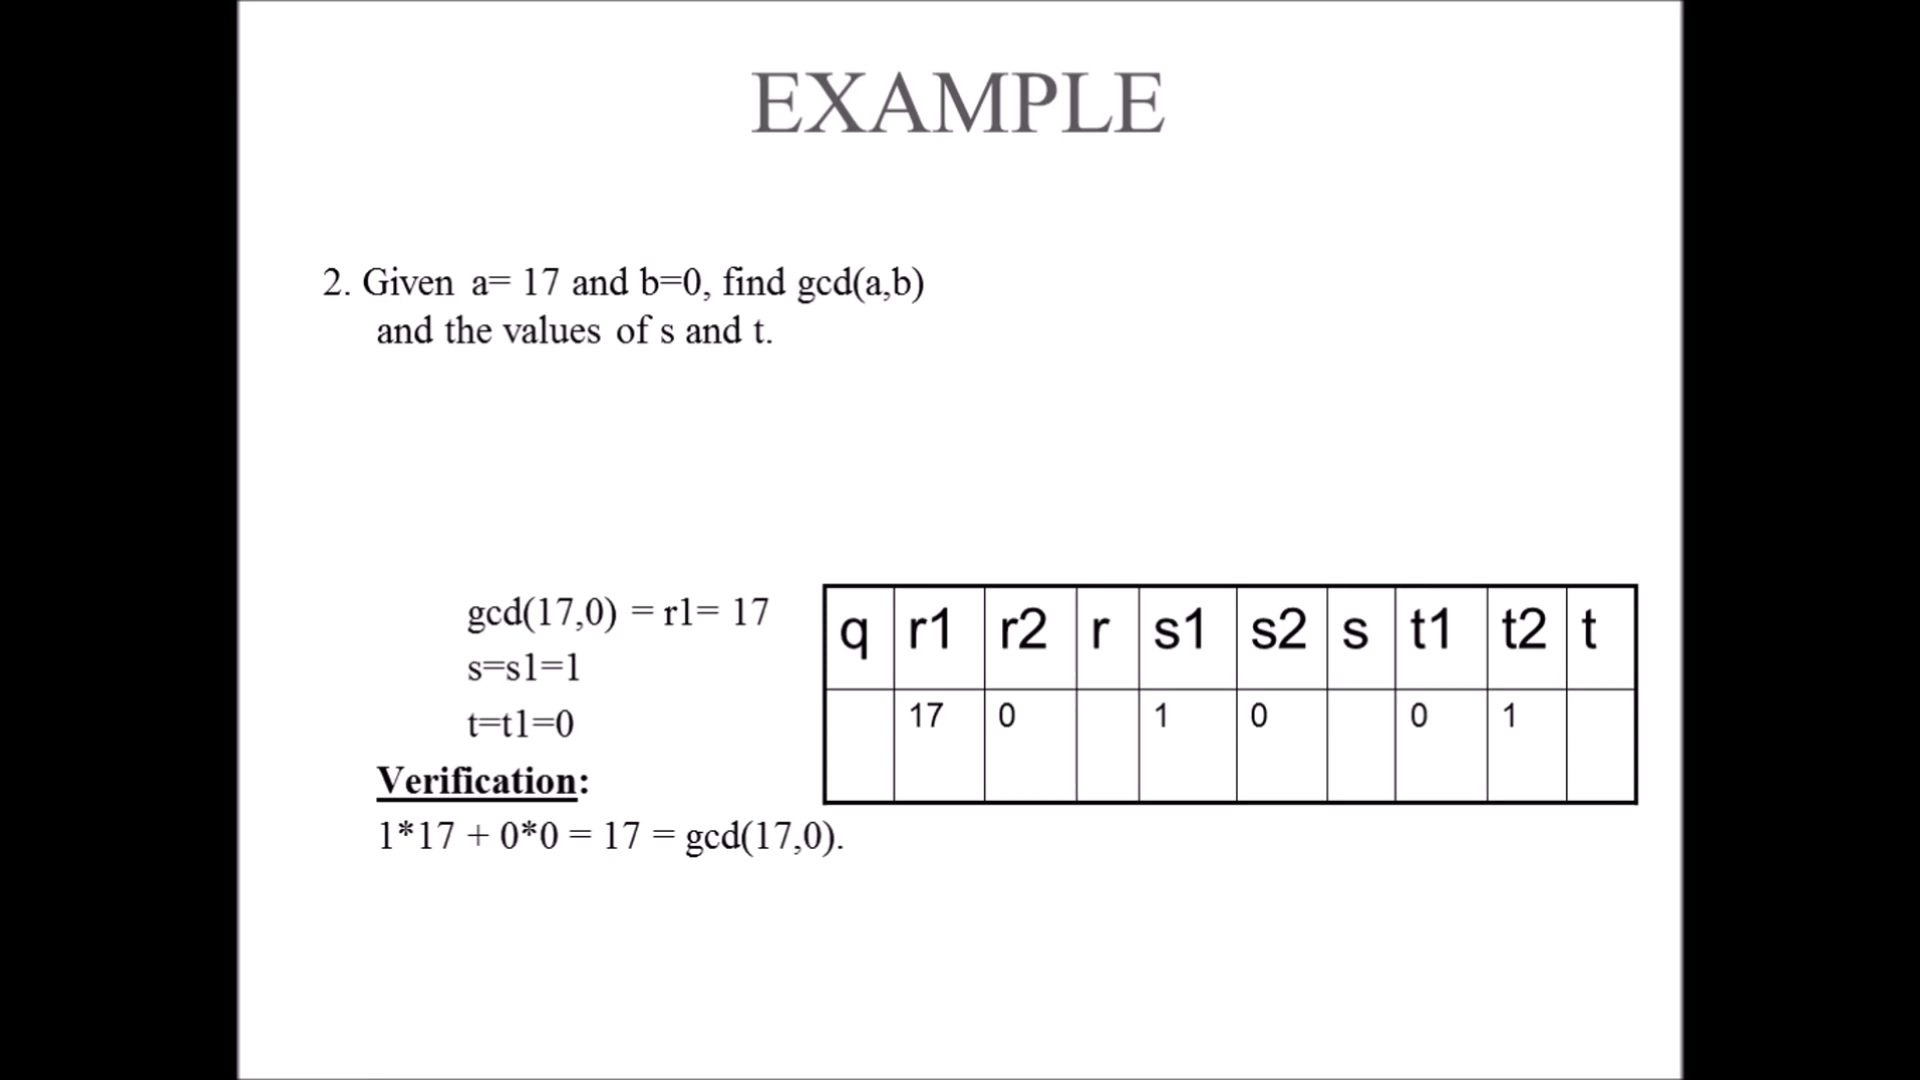 EXAMPLE
2. Given a= 17 and b=0, find gcd(a,b)
and the values of s and t.
gcd(17,0) = r1= 17
s=s1=1
t=t1=0
Verification:
1*17 + 0*0 = 17 = gcd(17,0).
q r1 r2 r s1 s2 s t1 t2 t
17 0 1 0 0 1